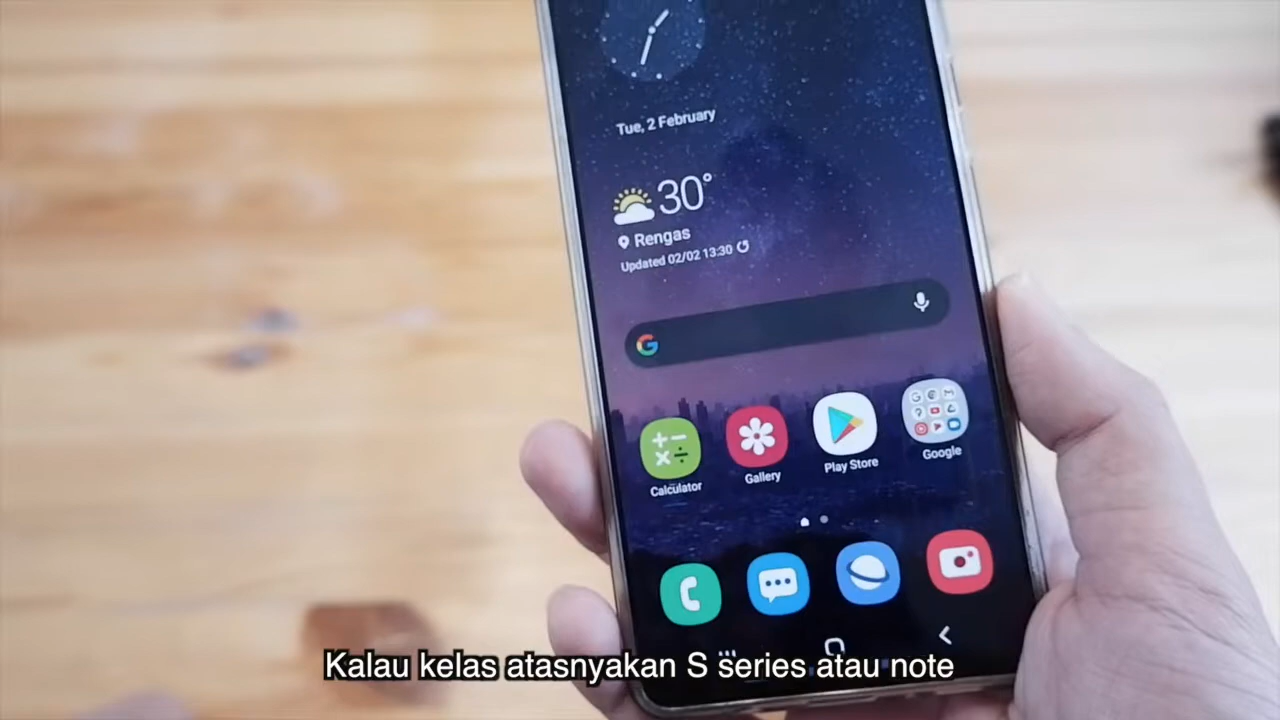 Tue, 2 February
30°
Rengas
Updated 02/02 13:30
Calculator
Gallery
Play Store
Google
Kalau kelas atasnyakan S series atau note